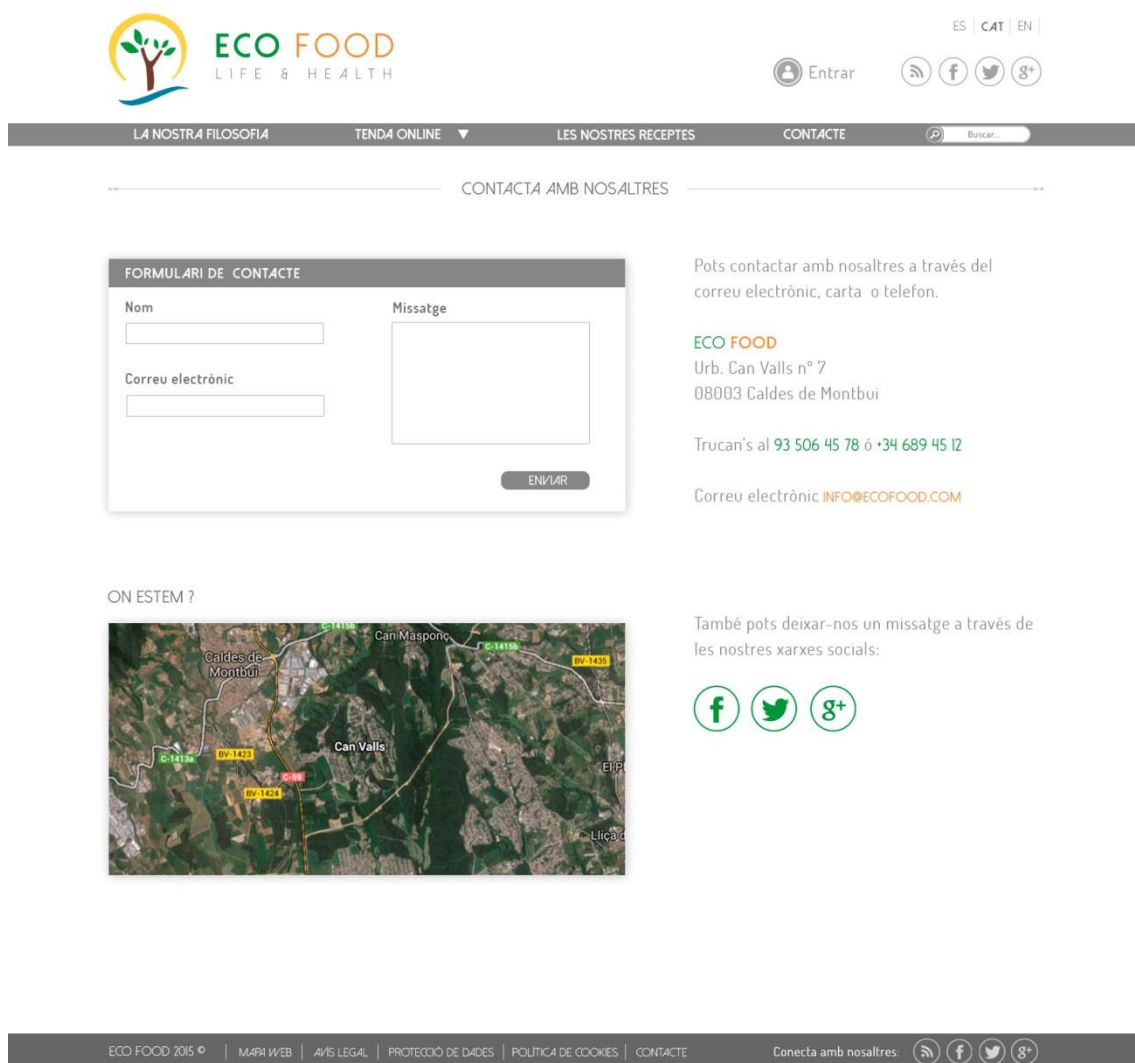 ECO FOOD
LIFE & HEALTH
ES | CAT | EN |
Entrar
LA NOSTRA FILOSOFIA
TENDA ONLINE ▼
LES NOSTRES RECEPTES
CONTACTE
Buscar...
CONTACTA AMB NOSALTRES
FORMULARI DE CONTACTE
Nom
Missatge
Correu electrònic
ENVIAR
Pots contactar amb nosaltres a través del
correu electrònic, carta o telefon.
ECO FOOD
Urb. Can Valls nº 7
08003 Caldes de Montbui
Trucan's al 93 506 45 78 ó +34 689 45 12
Correu electrònic INFO@ECOFOOD.COM
ON ESTEM ?
C-1415b
Can Masponç
C-1415b
Caldes de
Montbui
BV-1435
Can Valls
BV-1423
C-1413a
C-59
BV-1424
El P
Lliçà d
També pots deixar-nos un missatge a través de
les nostres xarxes socials:
f
g+
ECO FOOD 2015 © | MAPA WEB | AVÍS LEGAL | PROTECCIÓ DE DADES | POLÍTICA DE COOKIES | CONTACTE
Conecta amb nosaltres: